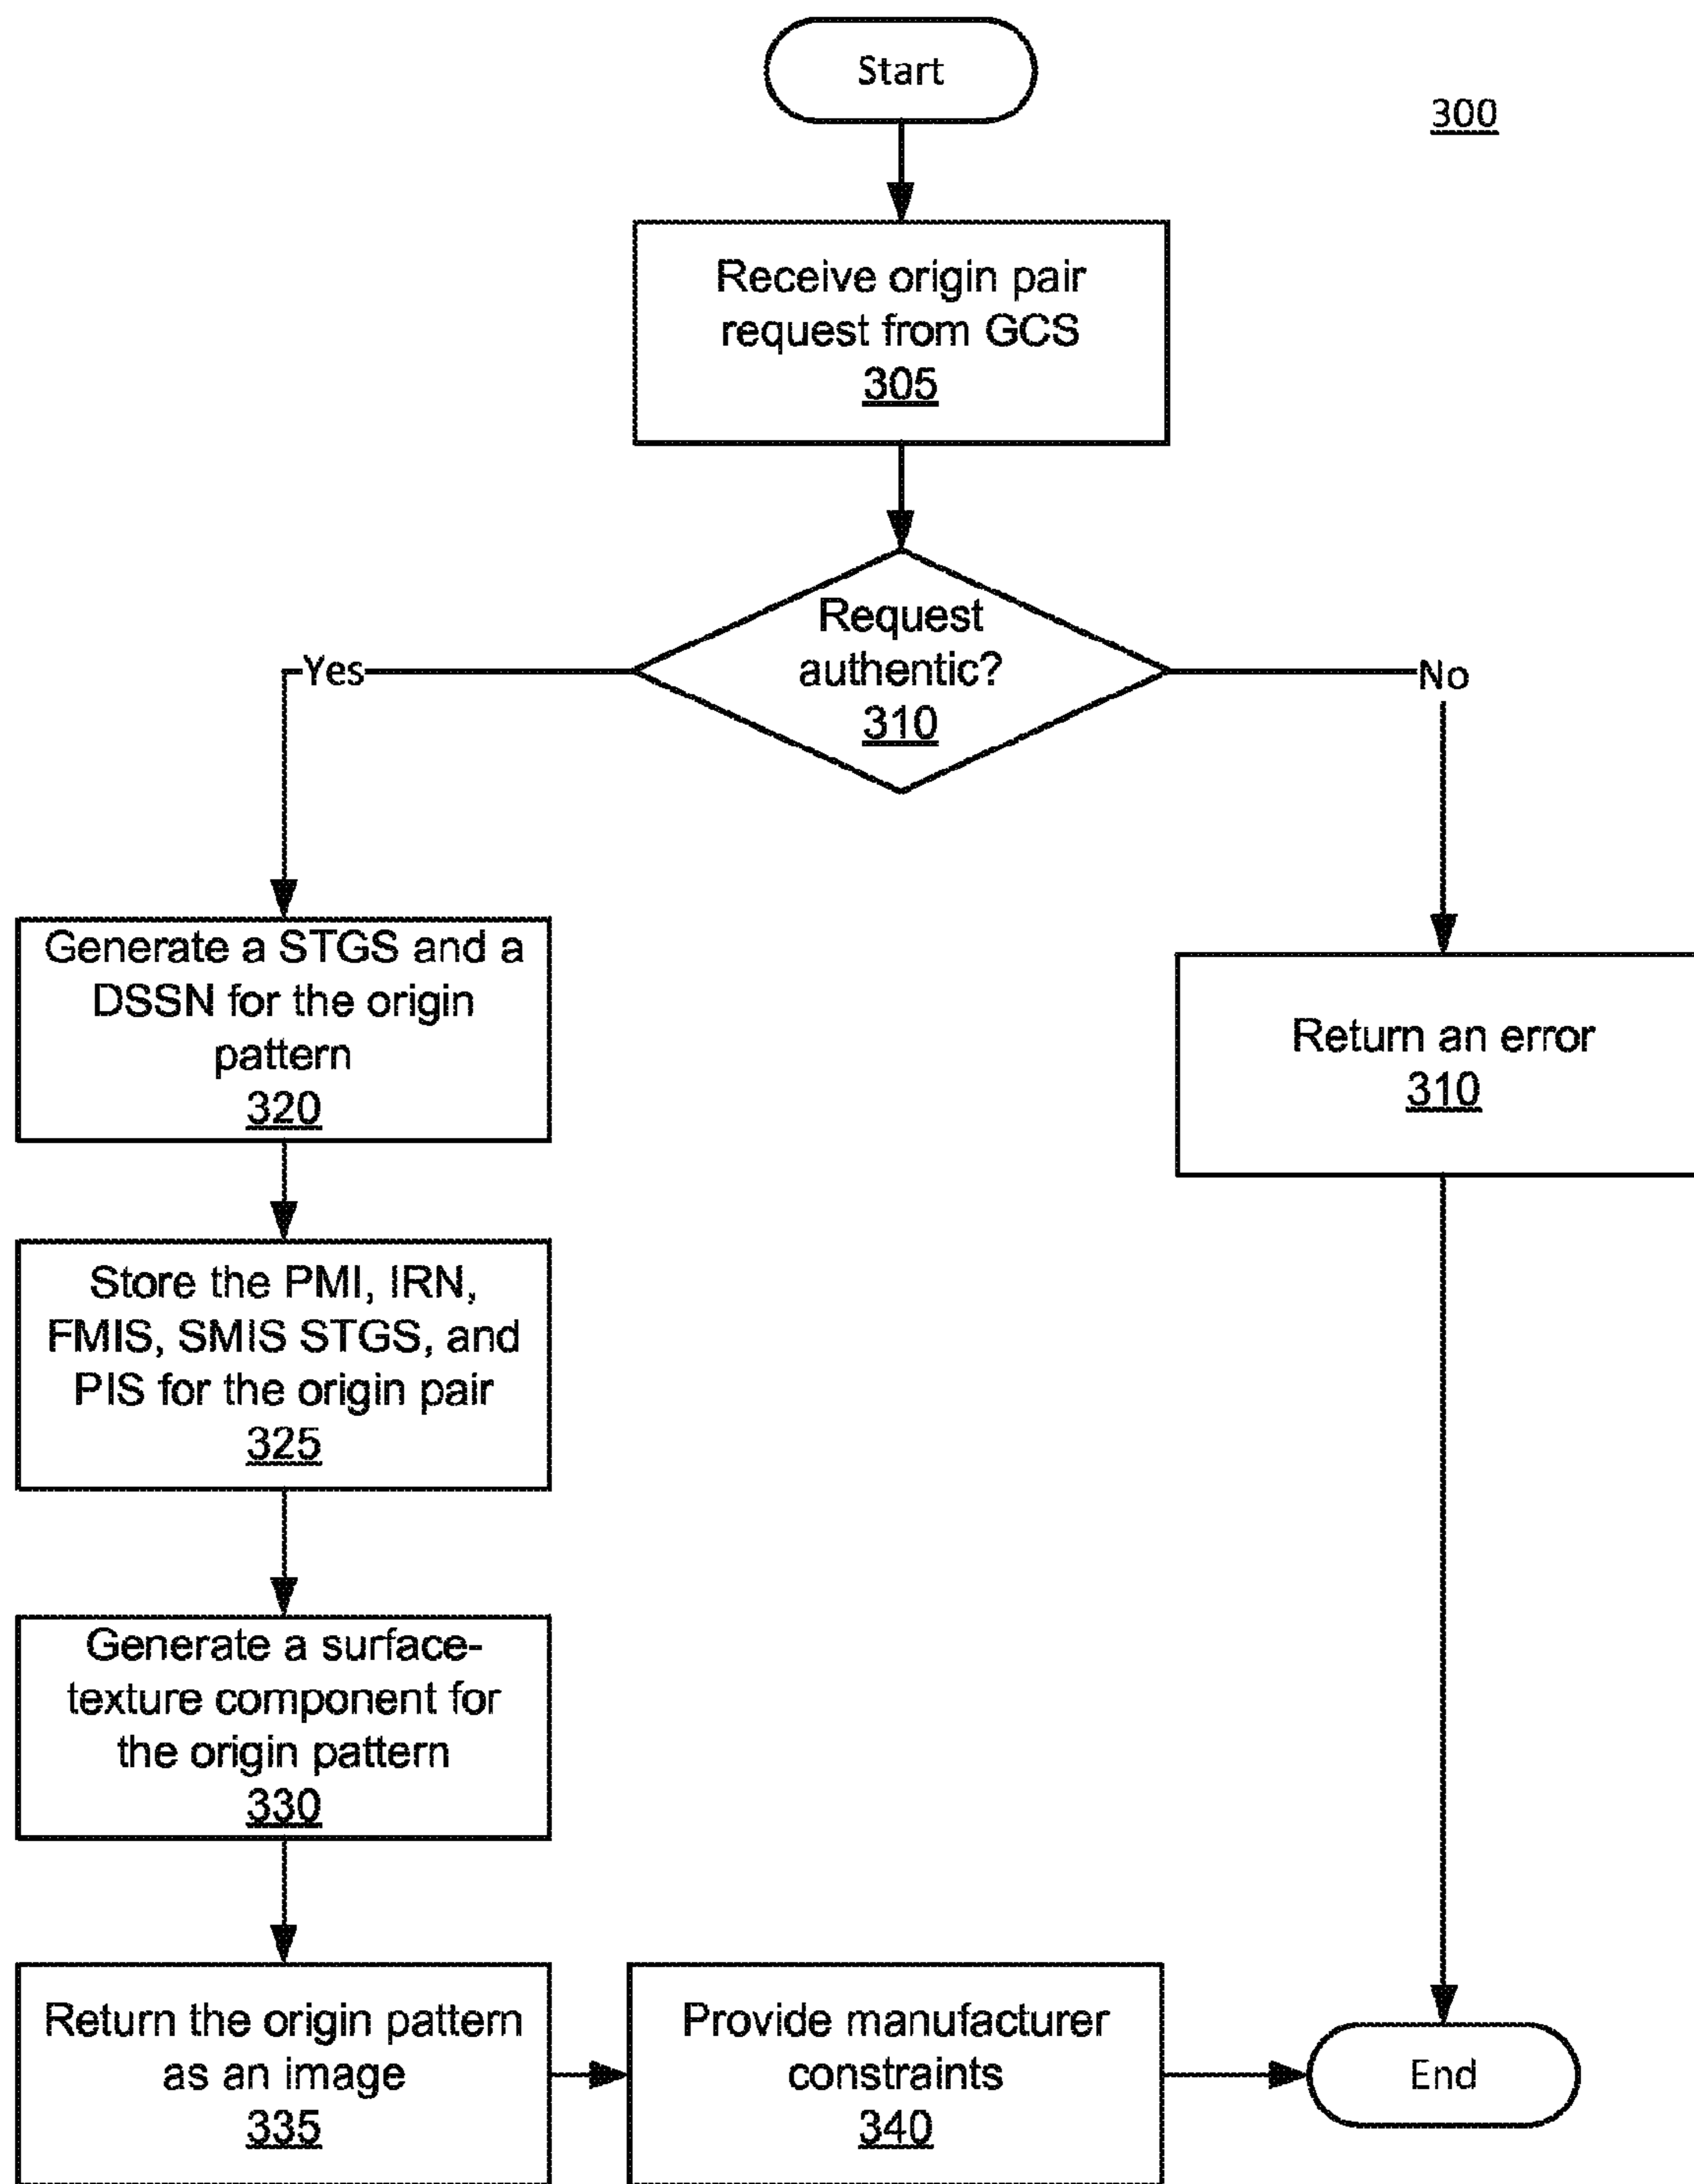 Start
300
Receive origin pair
request from GCS
305
Request
authentic?
310
Yes
No
Generate a STGS and a
DSSN for the origin
pattern
320
Return an error
310
Store the PMI, IRN,
FMIS, SMIS STGS, and
PIS for the origin pair
325
Generate a surface-
texture component for
the origin pattern
330
Return the origin pattern
as an image
335
Provide manufacturer
constraints
340
End